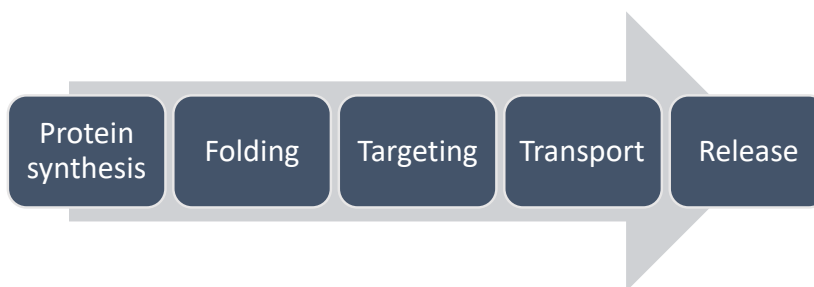 Protein
synthesis
Folding
Targeting
Transport
Release